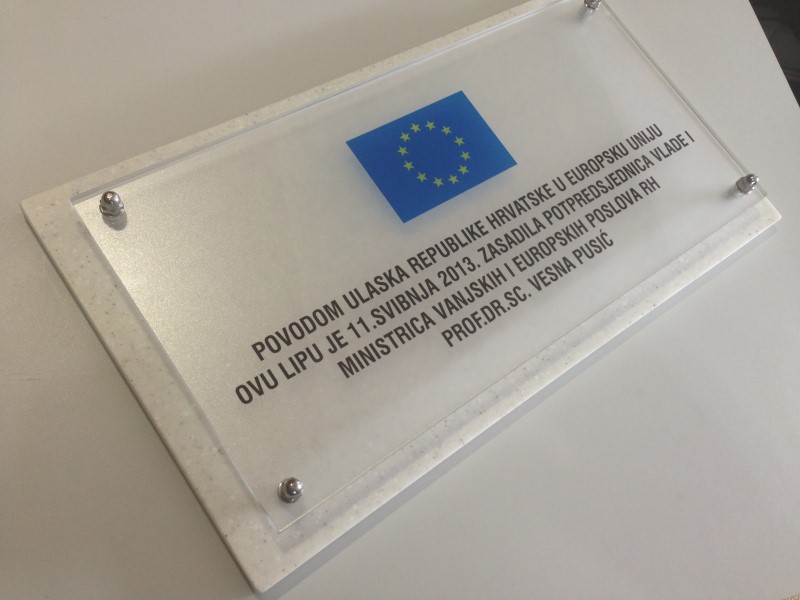 POVODOM ULASKA REPUBLIKE HRVATSKE U EUROPSKU UNIJU
OVU LIPU JE 11.SVIBNJA 2013. ZASADILA POTPREDSJEDNICA VLADE I
MINISTRICA VANJSKIH I EUROPSKIH POSLOVA RH
PROF.DR.SC. VESNA PUSIĆ